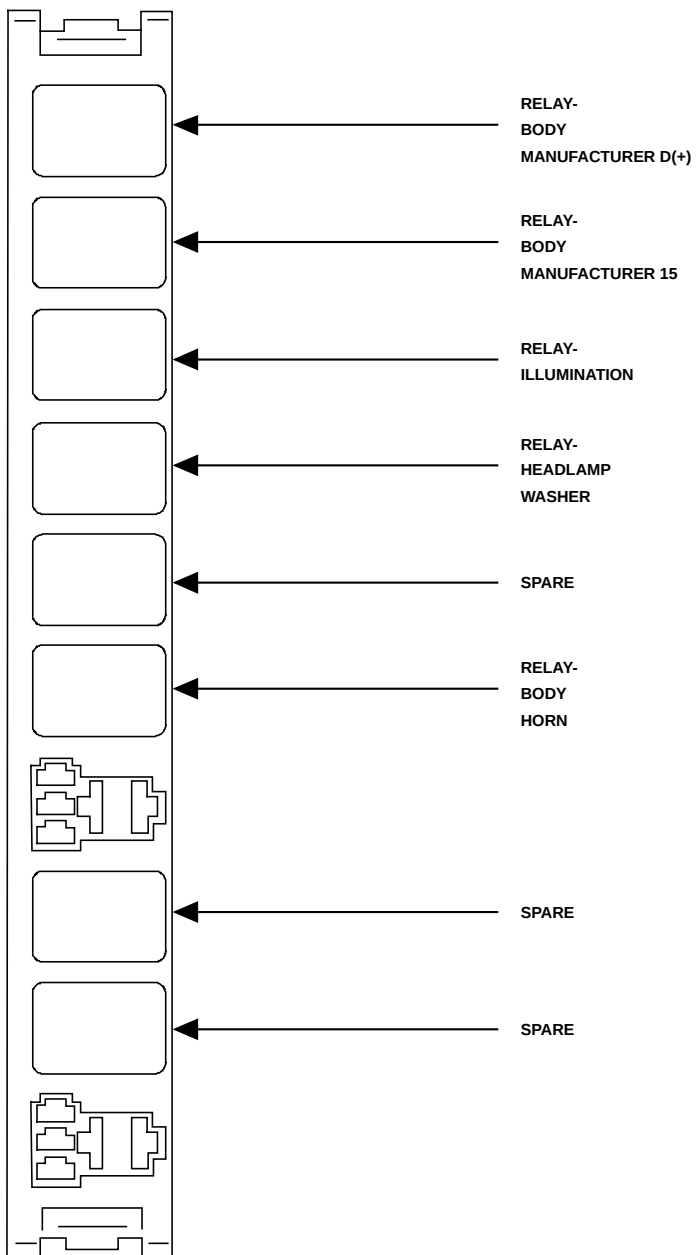 RELAY-
BODY
MANUFACTURER D(+)
RELAY-
BODY
MANUFACTURER 15
RELAY-
ILLUMINATION
RELAY-
HEADLAMP
WASHER
SPARE
RELAY-
BODY
HORN
SPARE
SPARE